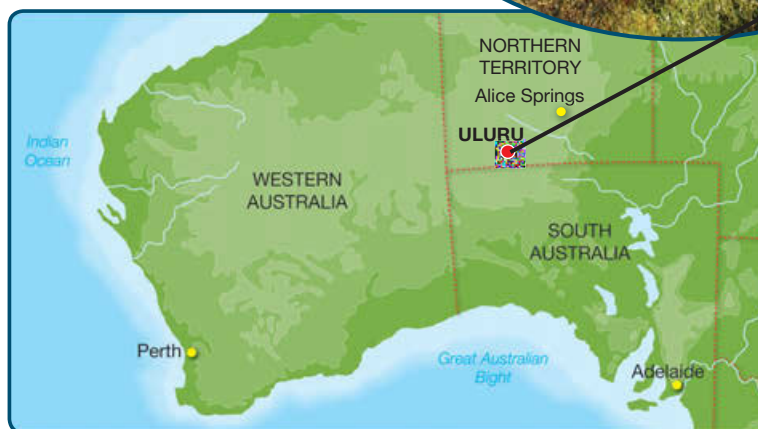 NORTHERN
TERRITORY
Alice Springs
ULURU
Indian
Ocean
WESTERN
AUSTRALIA
SOUTH
AUSTRALIA
Perth
Great Australian
Bight
Adelaide